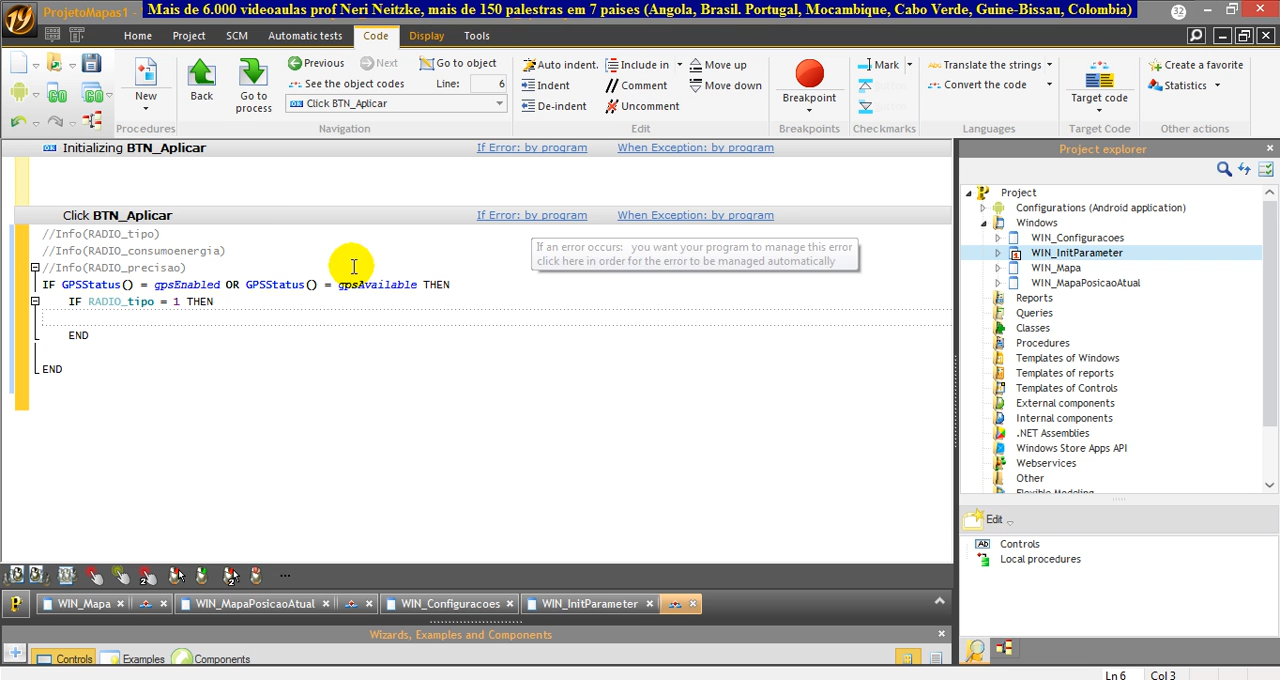 ProjetoMapas1 -
Mais de 6.000 videoaulas prof Neri Neitzke, mais de 150 palestras em 7 paises (Angola, Brasil. Portugal, Mocambique, Cabo Verde, Guine-Bissau, Colombia)
32
19
Home Project SCM Automatic tests Code Display Tools
New
Procedures
Back
Go to process
Previous Next Go to object
See the object codes Line: 6
Click BTN_Aplicar
Navigation
Auto indent. Include in Move up
Indent // Comment Move down
De-indent Uncomment
Edit
Breakpoint
Breakpoints
Mark
Checkmarks
Translate the strings
Convert the code
Languages
Target code
Target Code
Create a favorite
Statistics
Other actions
Initializing BTN_Aplicar If Error: by program When Exception: by program
Click BTN_Aplicar If Error: by program When Exception: by program
//Info(RADIO_tipo)
//Info(RADIO_consumoenergia)
//Info(RADIO_precisao)
IF GPSStatus() = gpsEnabled OR GPSStatus() = gpsAvailable THEN
IF RADIO_tipo = 1 THEN
END
END
If an error occurs: you want your program to manage this error
click here in order for the error to be managed automatically
Project explorer
Project
Configurations (Android application)
Windows
WIN_Configuracoes
WIN_InitParameter
WIN_Mapa
WIN_MapaPosicaoAtual
Reports
Queries
Classes
Procedures
Templates of Windows
Templates of reports
Templates of Controls
External components
Internal components
.NET Assemblies
Windows Store Apps API
Webservices
Other
Flexible Modeling
Edit
Controls
Local procedures
WIN_Mapa WIN_MapaPosicaoAtual WIN_Configuracoes WIN_InitParameter
Wizards, Examples and Components
Controls Examples Components
Ln 6 Col 3